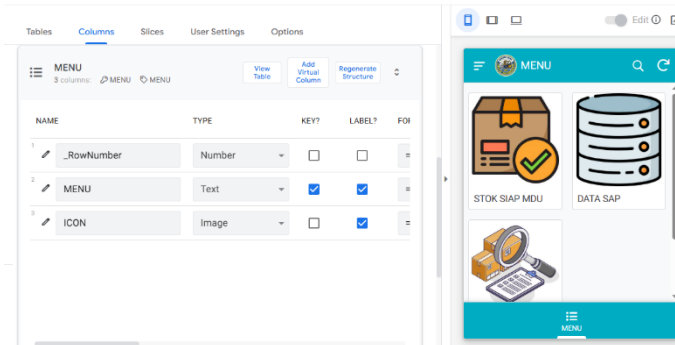 Tables Columns Slices User Settings Options
Edit
MENU
3 columns: MENU MENU
View Table
Add Virtual Column
Regenerate Structure
NAME TYPE KEY? LABEL? FOR
1 _RowNumber Number =
2 MENU Text =
3 ICON Image =
MENU
STOK SIAP MDU
DATA SAP
MENU